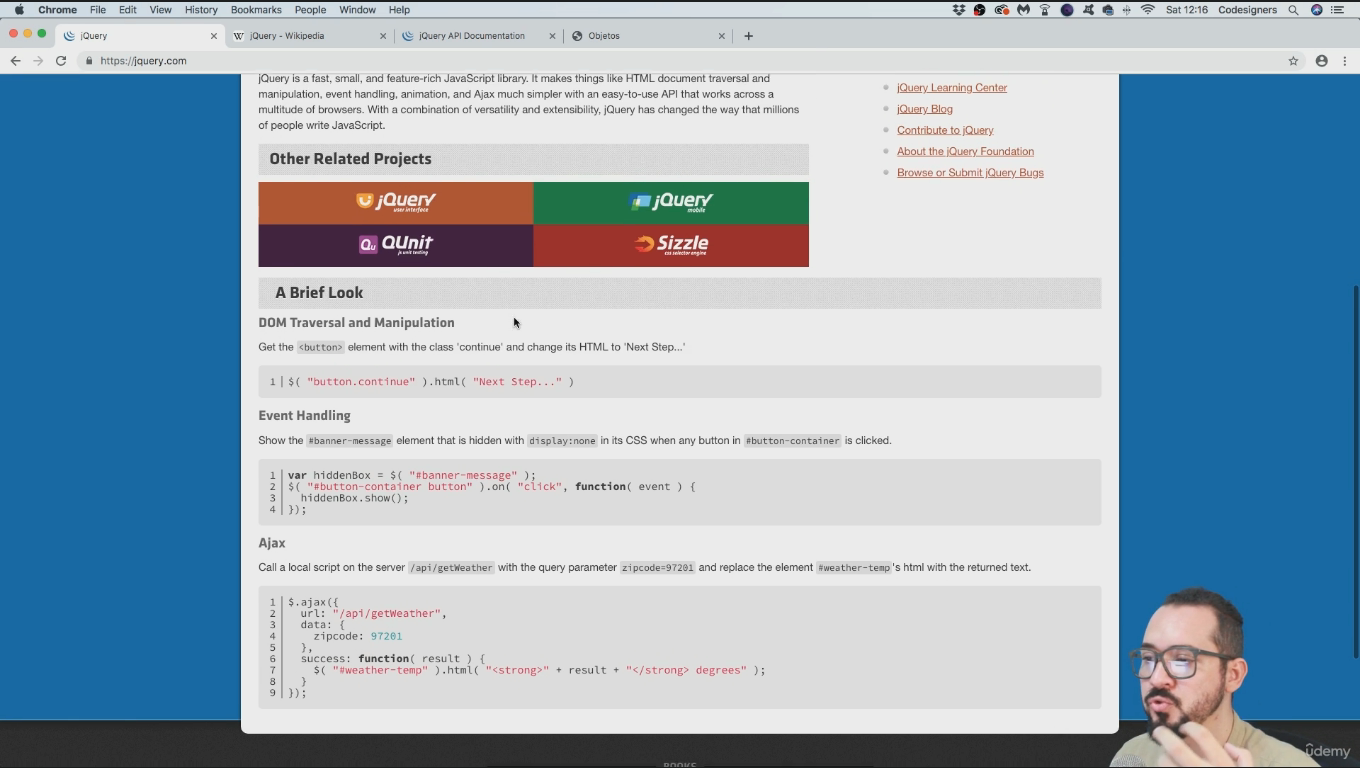 Chrome File Edit View History Bookmarks People Window Help Sat 12:16 Codesigners
jQuery jQuery - Wikipedia jQuery API Documentation Objetos
https://jquery.com
jQuery is a fast, small, and feature-rich JavaScript library. It makes things like HTML document traversal and
manipulation, event handling, animation, and Ajax much simpler with an easy-to-use API that works across a
multitude of browsers. With a combination of versatility and extensibility, jQuery has changed the way that millions
of people write JavaScript.
jQuery Learning Center
jQuery Blog
Contribute to jQuery
About the jQuery Foundation
Browse or Submit jQuery Bugs
Other Related Projects
jQuery
user interface
jQuery
mobile
Qu QUnit
js unit testing
Sizzle
css selector engine
A Brief Look
DOM Traversal and Manipulation
Get the <button> element with the class 'continue' and change its HTML to 'Next Step...'
1 $( "button.continue" ).html( "Next Step..." )
Event Handling
Show the #banner-message element that is hidden with display:none in its CSS when any button in #button-container is clicked.
1 var hiddenBox = $( "#banner-message" );
2 $( "#button-container button" ).on( "click", function( event ) {
3 hiddenBox.show();
4 });
Ajax
Call a local script on the server /api/getWeather with the query parameter zipcode=97201 and replace the element #weather-temp's html with the returned text.
1 $.ajax({
2 url: "/api/getWeather",
3 data: {
4 zipcode: 97201
5 },
6 success: function( result ) {
7 $( "#weather-temp" ).html( "<strong>" + result + "</strong> degrees" );
8 }
9 });
BOOKS
ûdemy